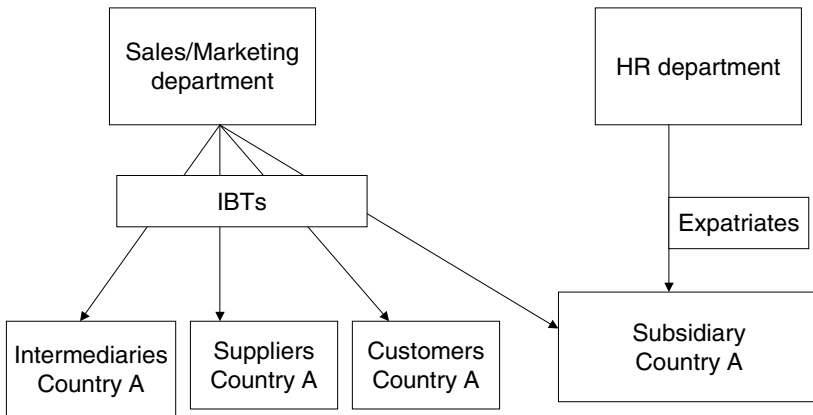 Sales/Marketing
department
HR department
IBTs
Expatriates
Intermediaries
Country A
Suppliers
Country A
Customers
Country A
Subsidiary
Country A